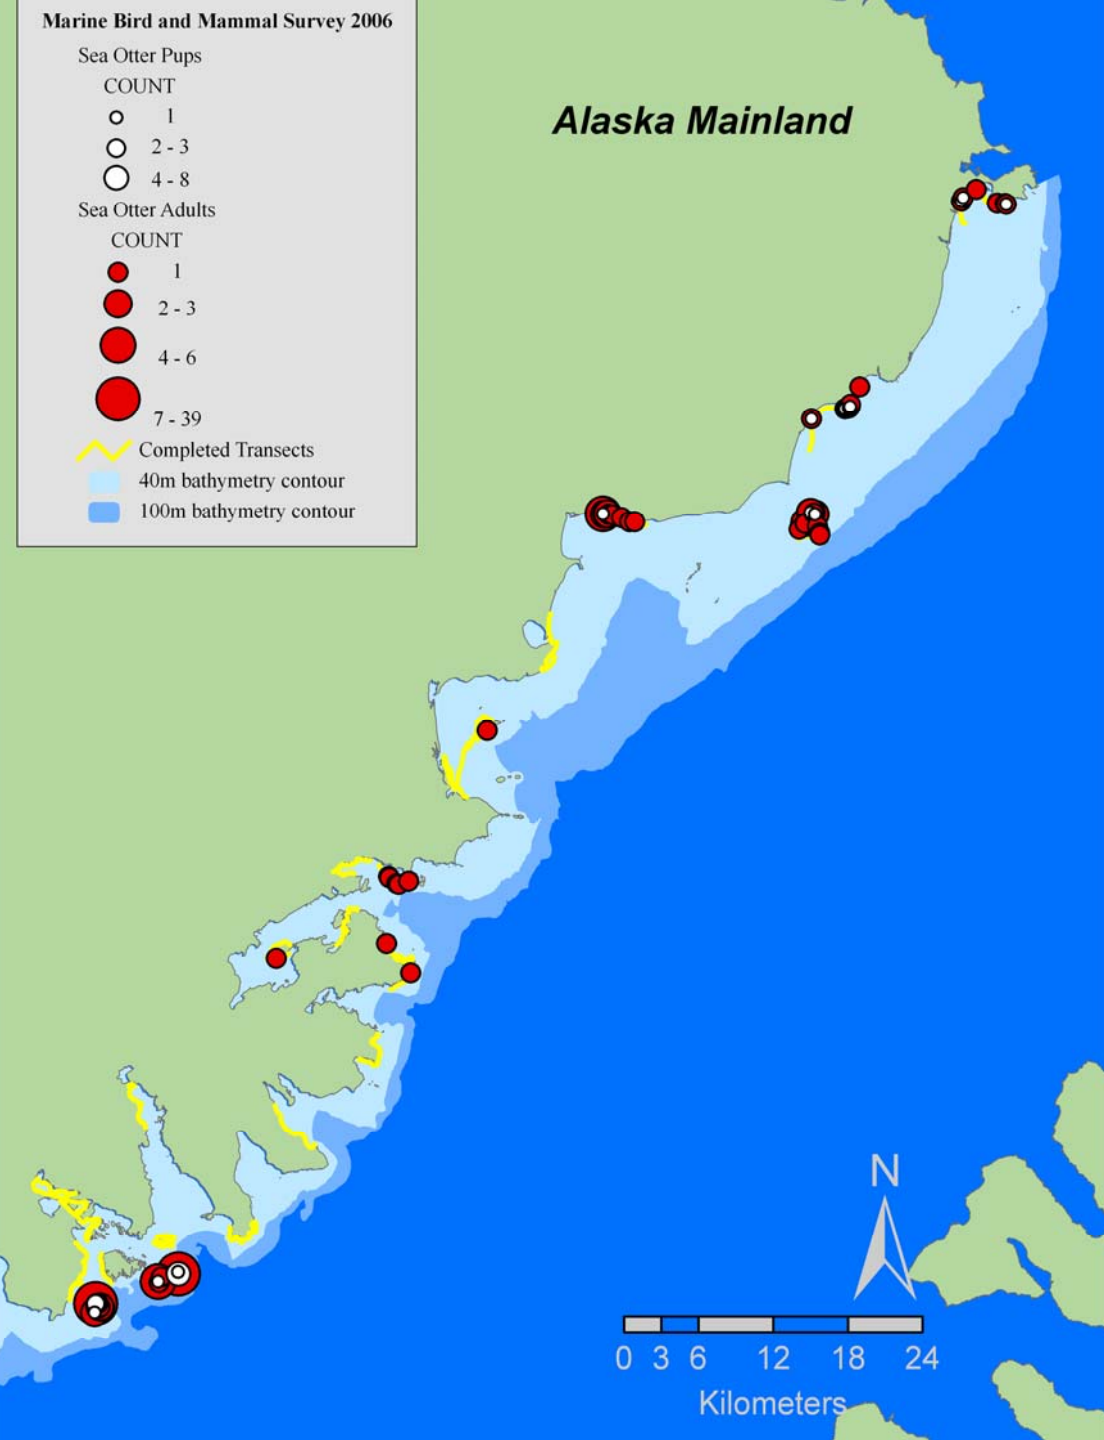 Marine Bird and Mammal Survey 2006
Sea Otter Pups
COUNT
1
2 - 3
4 - 8
Sea Otter Adults
COUNT
1
2 - 3
4 - 6
7 - 39
Completed Transects
40m bathymetry contour
100m bathymetry contour
Alaska Mainland
N
0 3 6 12 18 24
Kilometers